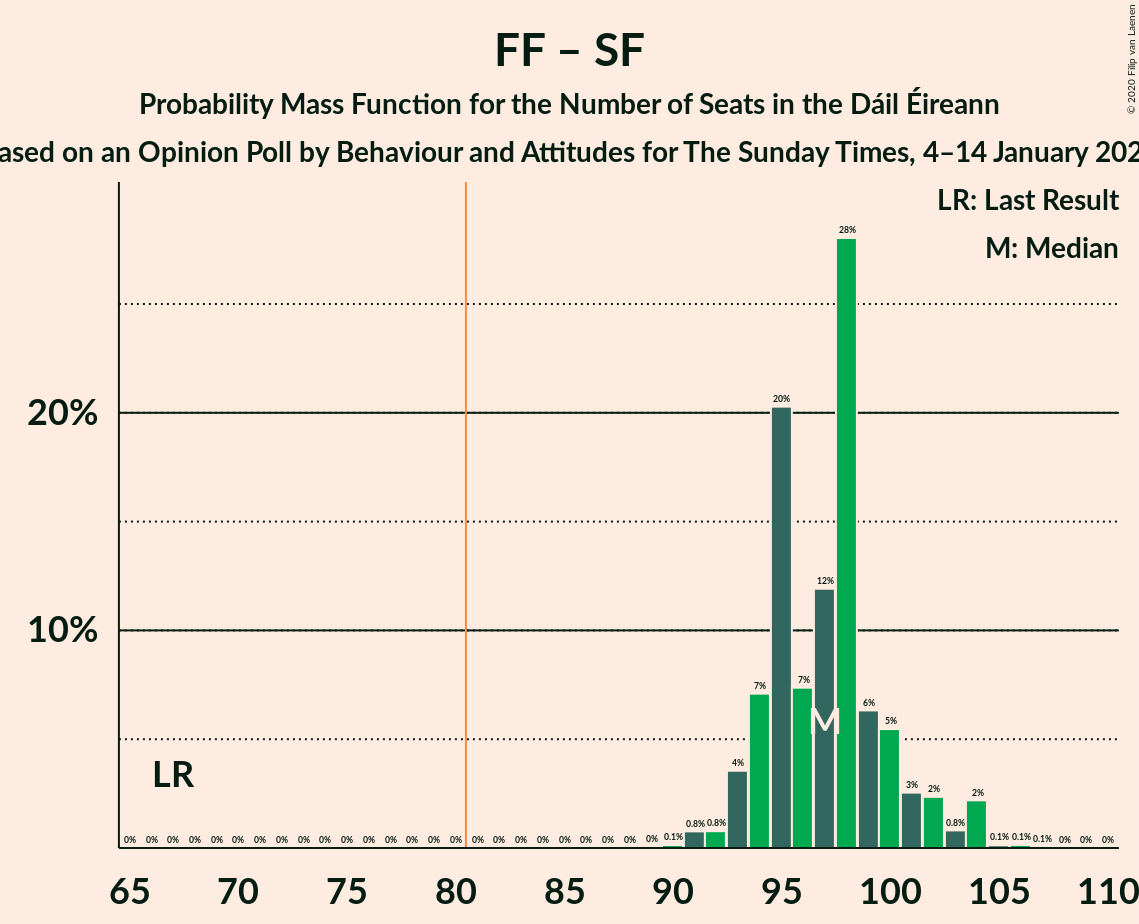 FF – SF
Probability Mass Function for the Number of Seats in the Dáil Éireann
ased on an Opinion Poll by Behaviour and Attitudes for The Sunday Times, 4–14 January 202
© 2020 Filip van Laenen
LR: Last Result
M: Median
28%
20%
20%
12%
10%
7% 7% 6% 5%
4% 3% 2% 2%
LR
M
0% 0% 0% 0% 0% 0% 0% 0% 0% 0% 0% 0% 0% 0% 0% 0% 0% 0% 0% 0% 0% 0% 0% 0% 0% 0.1% 0.8% 0.8% 0.8% 0.1% 0.1% 0.1% 0% 0% 0%
65 70 75 80 85 90 95 100 105 110